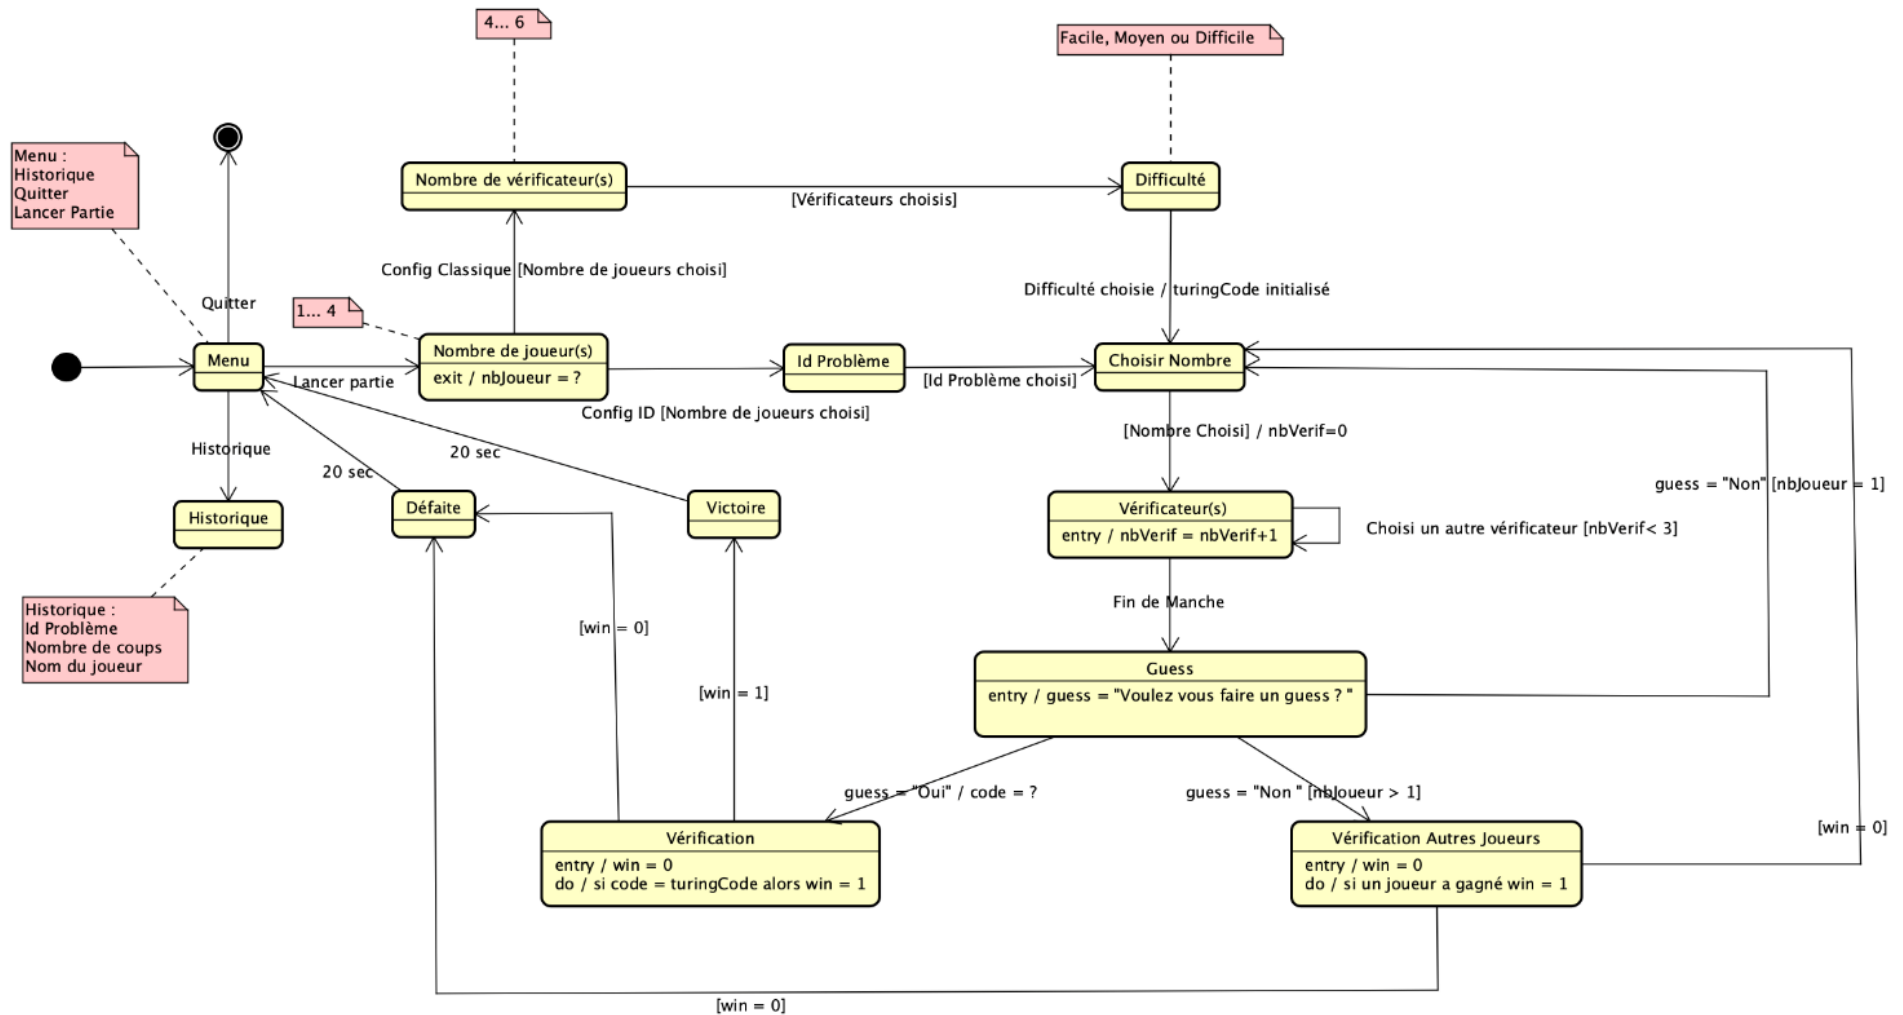 4... 6
Facile, Moyen ou Difficile
Menu :
Historique
Quitter
Lancer Partie
Nombre de vérificateur(s)
[Vérificateurs choisis]
Difficulté
Config Classique [Nombre de joueurs choisi]
Quitter
1... 4
Difficulté choisie / turingCode initialisé
Menu
Lancer partie
Nombre de joueur(s)
exit / nbJoueur = ?
Id Problème
[Id Problème choisi]
Choisir Nombre
Config ID [Nombre de joueurs choisi]
[Nombre Choisi] / nbVerif=0
Historique
20 sec
20 sec
guess = "Non" [nbJoueur = 1]
Historique
Défaite
Victoire
Vérificateur(s)
entry / nbVerif = nbVerif+1
Choisi un autre vérificateur [nbVerif< 3]
Historique :
Id Problème
Nombre de coups
Nom du joueur
Fin de Manche
[win = 0]
[win = 1]
Guess
entry / guess = "Voulez vous faire un guess ? "
guess = "Oui" / code = ?
guess = "Non " [nbJoueur > 1]
[win = 0]
Vérification
entry / win = 0
do / si code = turingCode alors win = 1
Vérification Autres Joueurs
entry / win = 0
do / si un joueur a gagné win = 1
[win = 0]